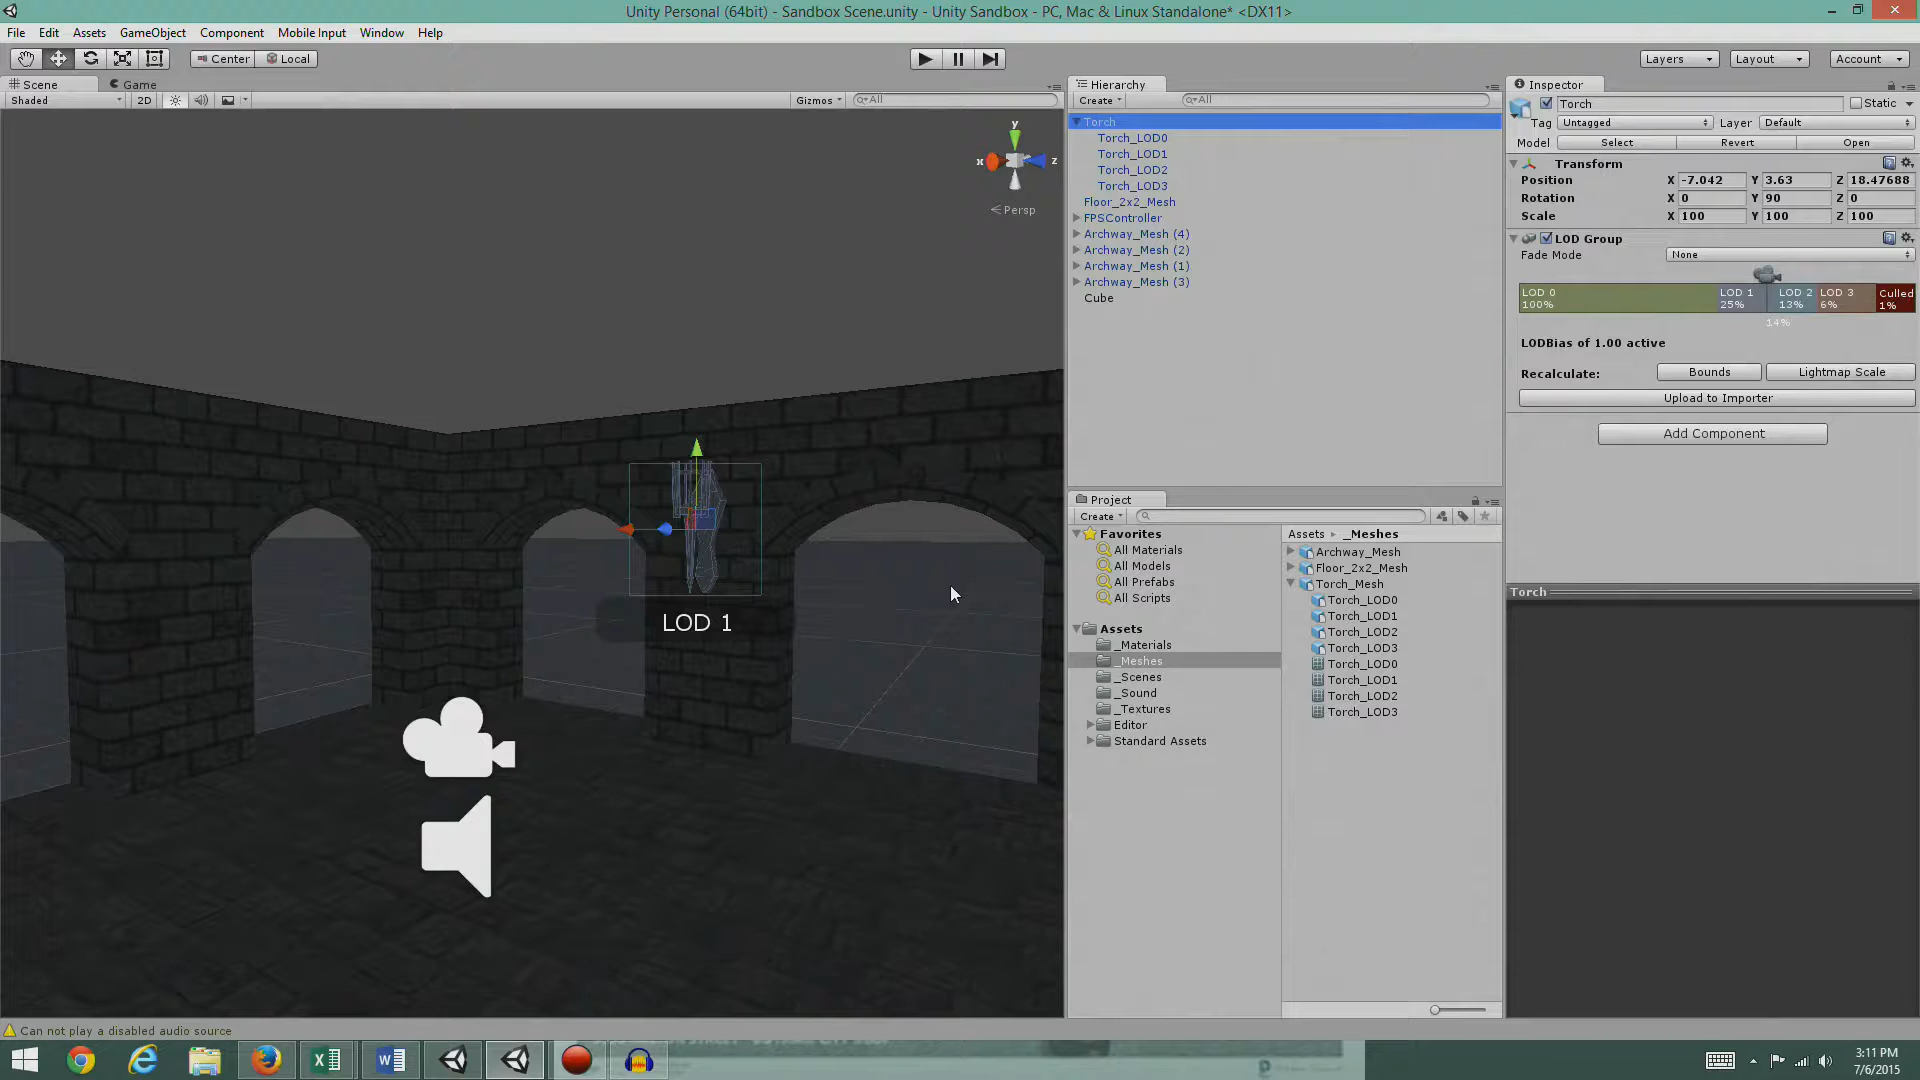 Unity Personal (64bit) - Sandbox Scene.unity - Unity Sandbox - PC, Mac & Linux Standalone* <DX11>
File Edit Assets GameObject Component Mobile Input Window Help
Center Local
Layers Layout Account
Scene Game
Shaded 2D Gizmos All
y
x z
Persp
LOD 1
Hierarchy
Create All
Torch
Torch_LOD0
Torch_LOD1
Torch_LOD2
Torch_LOD3
Floor_2x2_Mesh
FPSController
Archway_Mesh (4)
Archway_Mesh (2)
Archway_Mesh (1)
Archway_Mesh (3)
Cube
Project
Create
Favorites
All Materials
All Models
All Prefabs
All Scripts
Assets
_Materials
_Meshes
_Scenes
_Sound
_Textures
Editor
Standard Assets
Assets _Meshes
Archway_Mesh
Floor_2x2_Mesh
Torch_Mesh
Torch_LOD0
Torch_LOD1
Torch_LOD2
Torch_LOD3
Torch_LOD0
Torch_LOD1
Torch_LOD2
Torch_LOD3
Inspector
Torch Static
Tag Untagged Layer Default
Model Select Revert Open
Transform
Position X -7.042 Y 3.63 Z 18.47688
Rotation X 0 Y 90 Z 0
Scale X 100 Y 100 Z 100
LOD Group
Fade Mode None
LOD 0 LOD 1 LOD 2 LOD 3 Culled
100% 25% 13% 6% 1%
14%
LODBias of 1.00 active
Recalculate: Bounds Lightmap Scale
Upload to Importer
Add Component
Torch
Can not play a disabled audio source
3:11 PM
7/6/2015